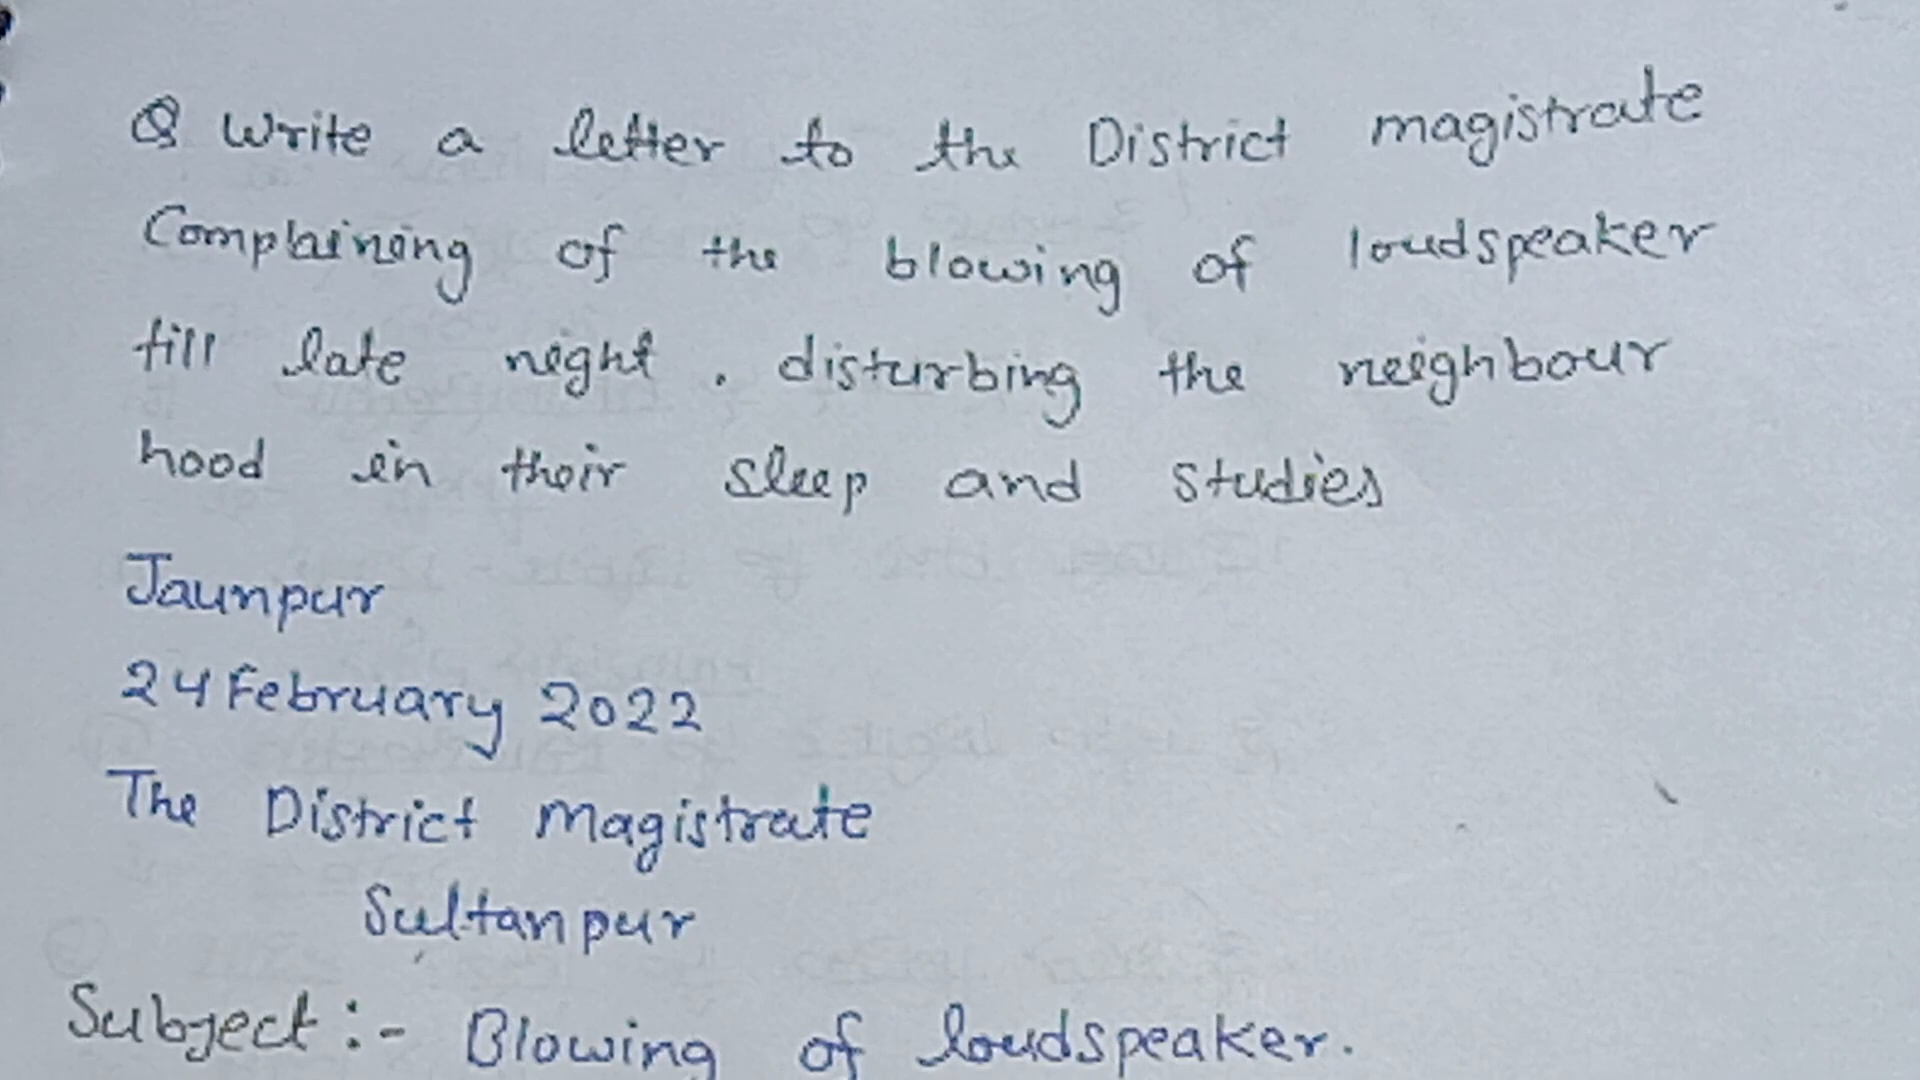 Q Write a letter to the District magistrate
Complaining of the blowing of loudspeaker
till late night . disturbing the neighbour
hood in their sleep and studies
Jaunpur
24 February 2022
The District Magistrate
Sultanpur
Subject :- Blowing of loudspeaker.